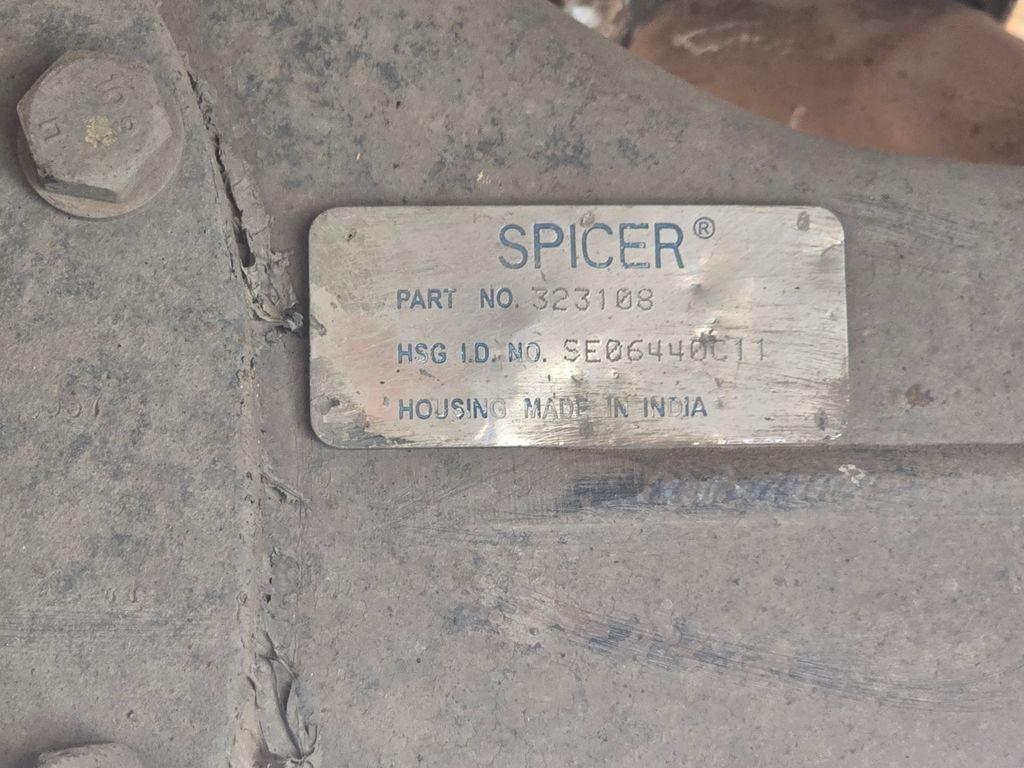 SPICER®
PART NO. 323108
HSG I.D. NO. SE06440C11
HOUSING MADE IN INDIA